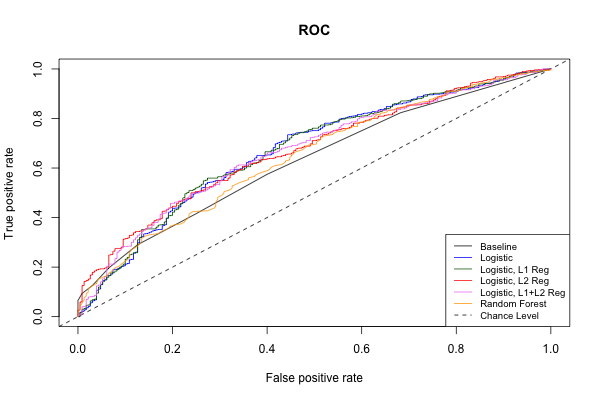 ROC
True positive rate
1.0
0.8
0.6
0.4
0.2
0.0
Baseline
Logistic
Logistic, L1 Reg
Logistic, L2 Reg
Logistic, L1+L2 Reg
Random Forest
Chance Level
0.0 0.2 0.4 0.6 0.8 1.0
False positive rate